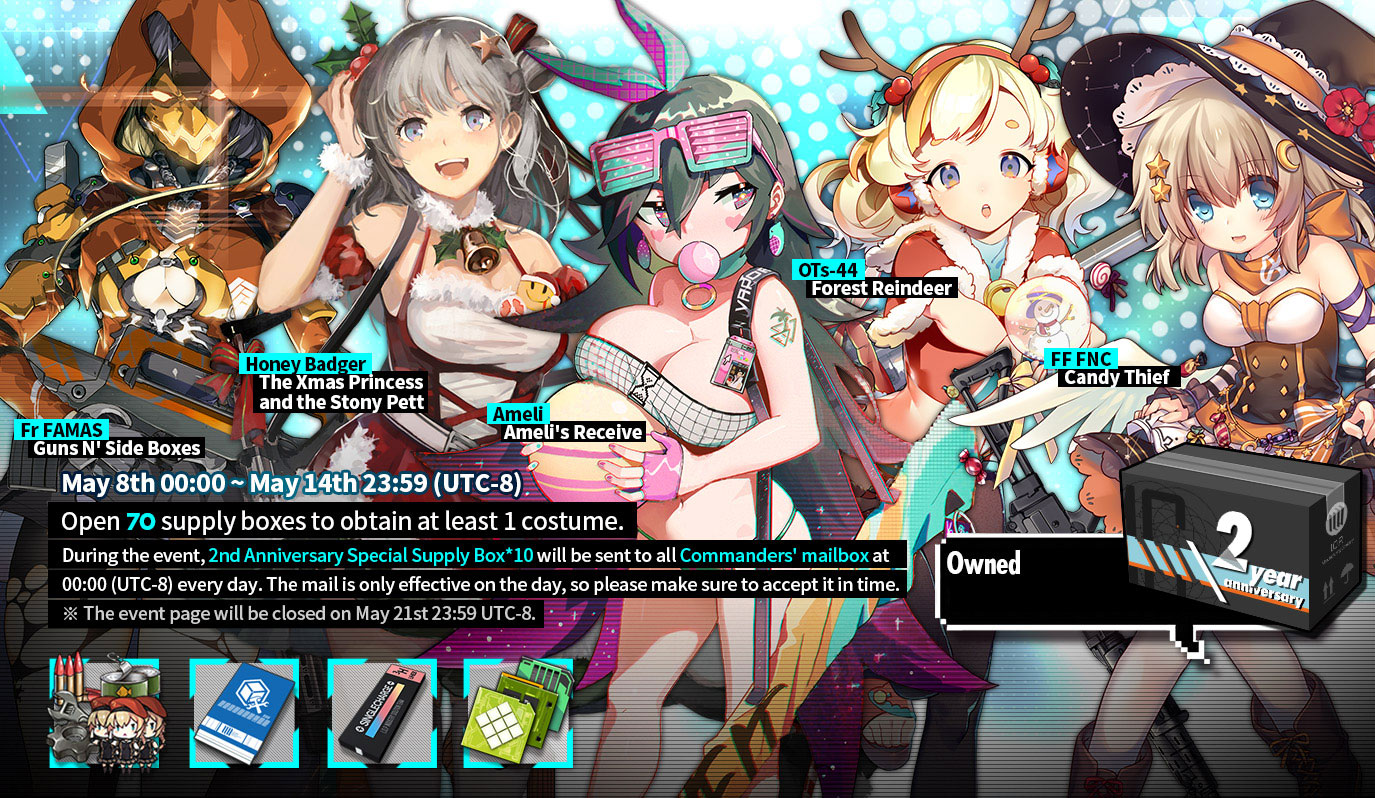 OTs-44
Forest Reindeer
Honey Badger
The Xmas Princess
and the Stony Pett
FF FNC
Candy Thief
Ameli
Ameli's Receive
Fr FAMAS
Guns N' Side Boxes
May 8th 00:00 ~ May 14th 23:59 (UTC-8)
Open 70 supply boxes to obtain at least 1 costume.
During the event, 2nd Anniversary Special Supply Box*10 will be sent to all Commanders' mailbox at
00:00 (UTC-8) every day. The mail is only effective on the day, so please make sure to accept it in time.
※ The event page will be closed on May 21st 23:59 UTC-8.
Owned
2 year
anniversary
IOP
SINGLECHARGE